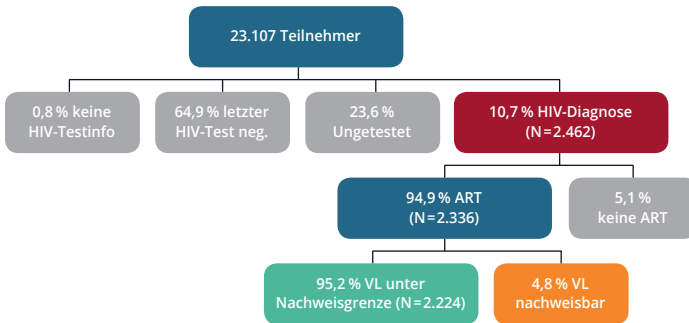 23.107 Teilnehmer
0,8 % keine
HIV-Testinfo
64,9 % letzter
HIV-Test neg.
23,6 %
Ungetestet
10,7 % HIV-Diagnose
(N=2.462)
94,9 % ART
(N=2.336)
5,1 %
keine ART
95,2 % VL unter
Nachweisgrenze (N=2.224)
4,8 % VL
nachweisbar